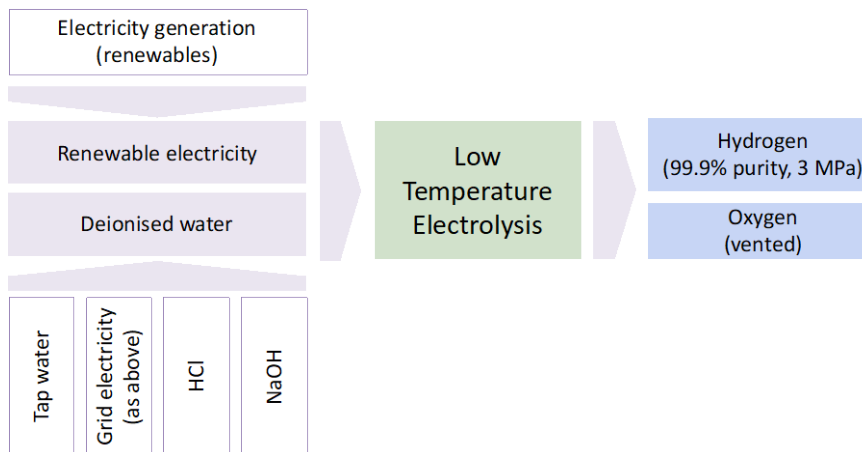 Electricity generation
(renewables)
Renewable electricity
Deionised water
Low
Temperature
Electrolysis
Hydrogen
(99.9% purity, 3 MPa)
Oxygen
(vented)
Tap water
Grid electricity
(as above)
HCl
NaOH